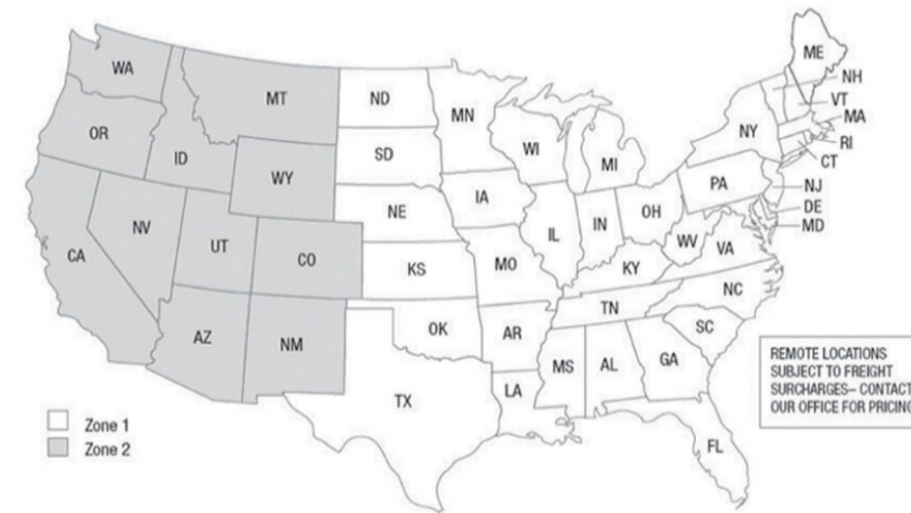 ME
WA
NH
MT
ND
MN
VT
MA
OR
NY
WI
RI
SD
ID
MI
CT
WY
PA
NJ
IA
NE
DE
OH
NV
IN
MD
IL
UT
WV
VA
CA
CO
MO
KY
KS
NC
TN
OK
SC
AR
AZ
NM
REMOTE LOCATIONS
SUBJECT TO FREIGHT
SURCHARGES– CONTACT
OUR OFFICE FOR PRICING
MS
AL
GA
LA
TX
Zone 1
FL
Zone 2